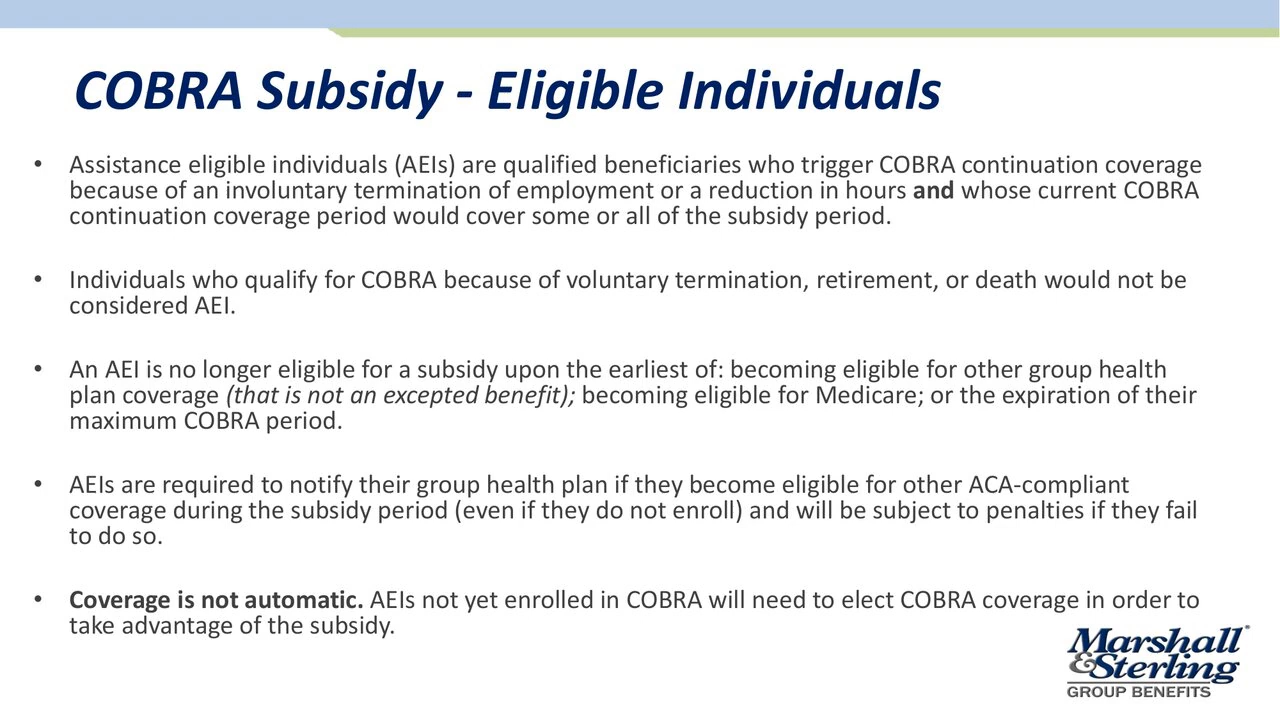 COBRA Subsidy - Eligible Individuals
• Assistance eligible individuals (AEIs) are qualified beneficiaries who trigger COBRA continuation coverage
because of an involuntary termination of employment or a reduction in hours and whose current COBRA
continuation coverage period would cover some or all of the subsidy period.
• Individuals who qualify for COBRA because of voluntary termination, retirement, or death would not be
considered AEI.
• An AEI is no longer eligible for a subsidy upon the earliest of: becoming eligible for other group health
plan coverage (that is not an excepted benefit); becoming eligible for Medicare; or the expiration of their
maximum COBRA period.
• AEIs are required to notify their group health plan if they become eligible for other ACA-compliant
coverage during the subsidy period (even if they do not enroll) and will be subject to penalties if they fail
to do so.
• Coverage is not automatic. AEIs not yet enrolled in COBRA will need to elect COBRA coverage in order to
take advantage of the subsidy.
Marshall
&Sterling
GROUP BENEFITS